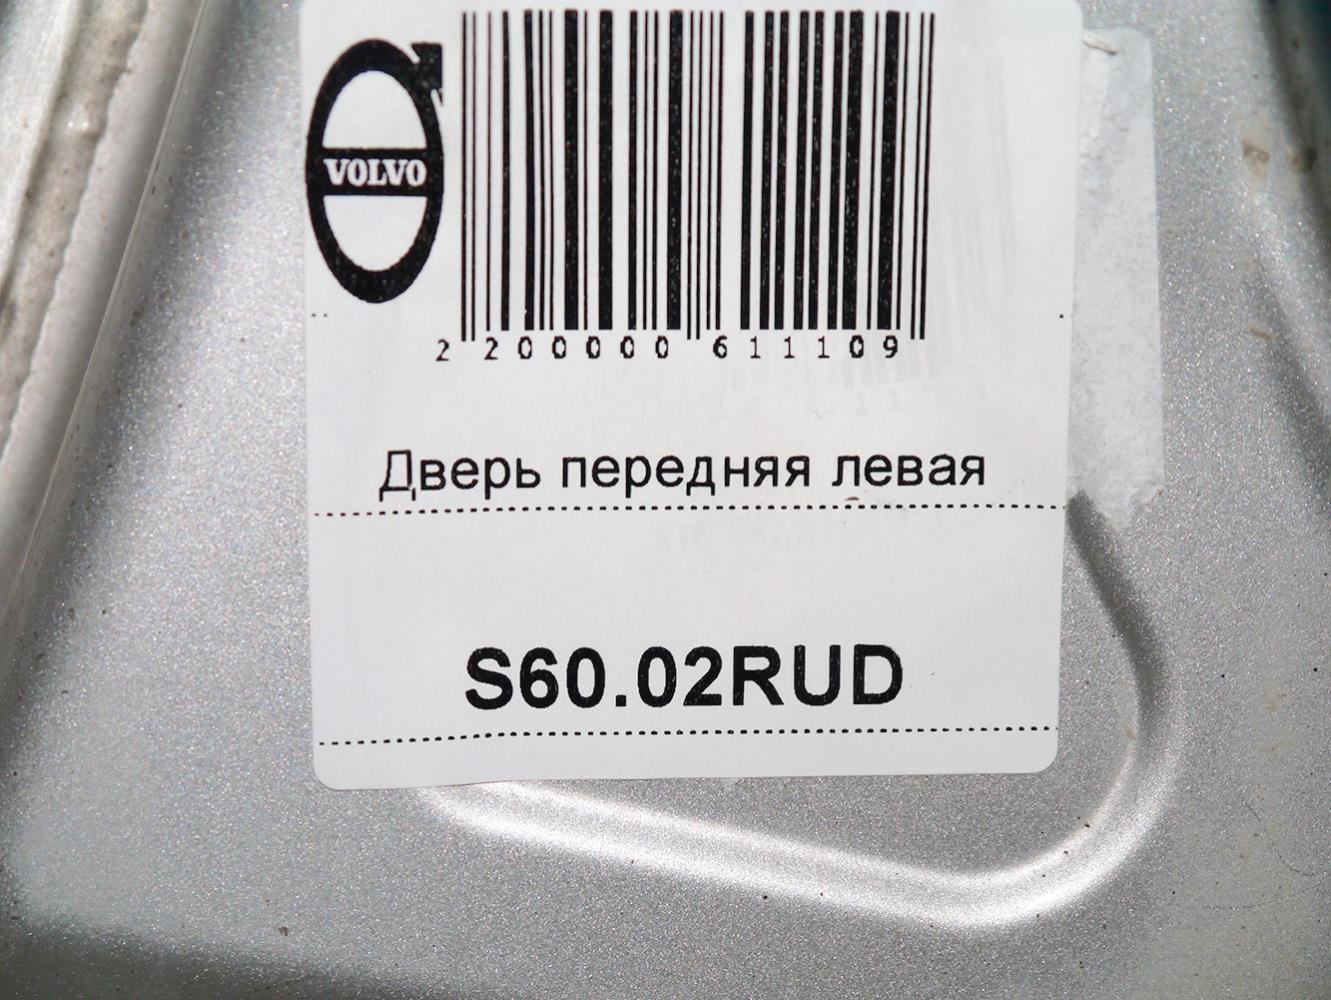 VOLVO
2 200000 611109
Дверь передняя левая
S60.02RUD